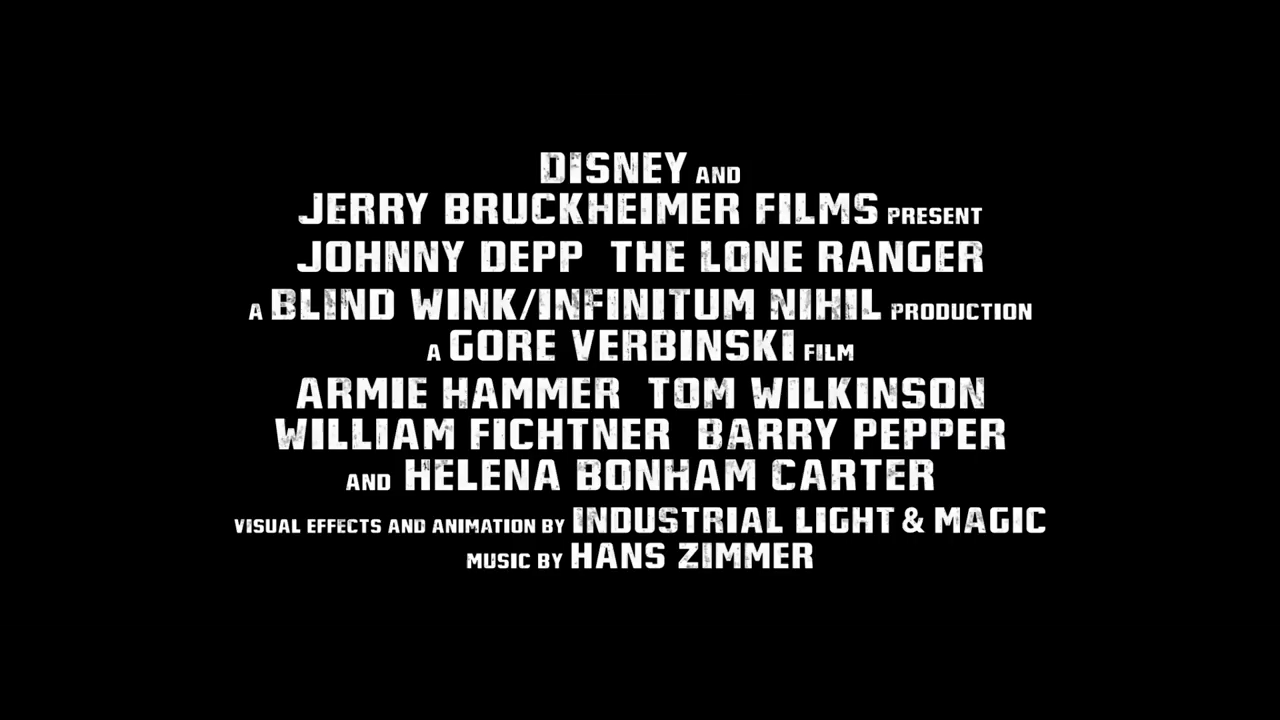 DISNEY AND
JERRY BRUCKHEIMER FILMS PRESENT
JOHNNY DEPP THE LONE RANGER
A BLIND WINK/INFINITUM NIHIL PRODUCTION
A GORE VERBINSKI FILM
ARMIE HAMMER TOM WILKINSON
WILLIAM FICHTNER BARRY PEPPER
AND HELENA BONHAM CARTER
VISUAL EFFECTS AND ANIMATION BY INDUSTRIAL LIGHT & MAGIC
MUSIC BY HANS ZIMMER